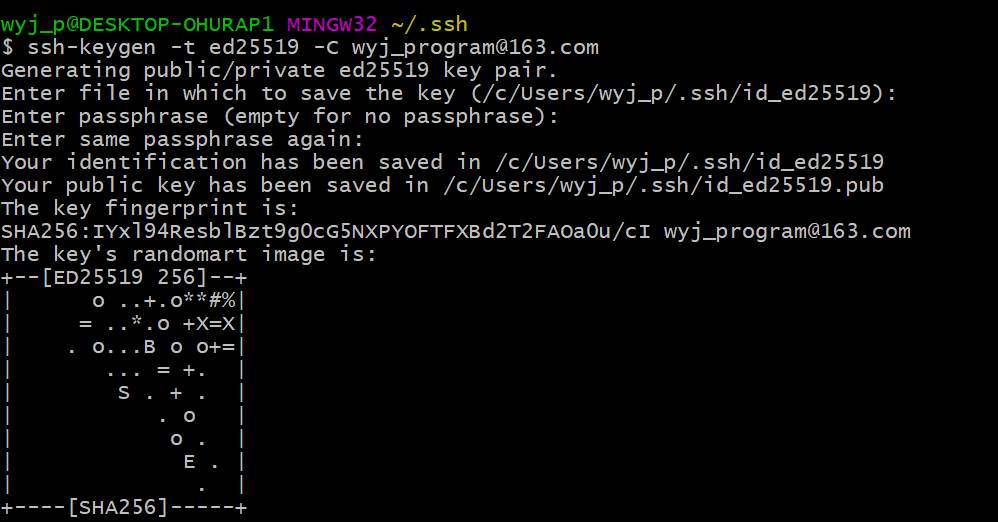 wyj_p@DESKTOP-OHURAP1 MINGW32 ~/.ssh
$ ssh-keygen -t ed25519 -C wyj_program@163.com
Generating public/private ed25519 key pair.
Enter file in which to save the key (/c/Users/wyj_p/.ssh/id_ed25519):
Enter passphrase (empty for no passphrase):
Enter same passphrase again:
Your identification has been saved in /c/Users/wyj_p/.ssh/id_ed25519
Your public key has been saved in /c/Users/wyj_p/.ssh/id_ed25519.pub
The key fingerprint is:
SHA256:IYxl94ResblBzt9gOcG5NXPYOFTFXBd2T2FAOa0u/cI wyj_program@163.com
The key's randomart image is:
+--[ED25519 256]--+
|      o ..+.o**#%|
|     = ..*.o +X=X|
|    . o...B o o+=|
|       ... = +.  |
|        S . + .  |
|           . o   |
|            o .  |
|             E . |
|              .  |
+----[SHA256]-----+